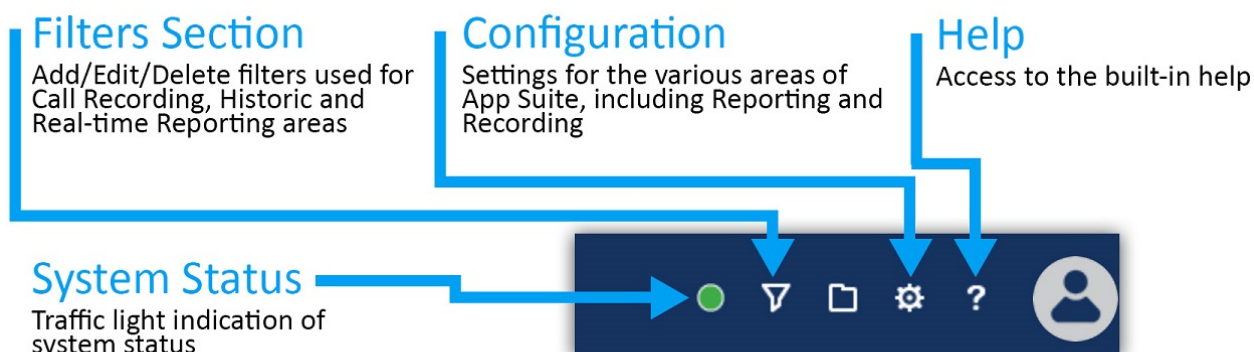 Filters Section
Add/Edit/Delete filters used for
Call Recording, Historic and
Real-time Reporting areas
Configuration
Settings for the various areas of
App Suite, including Reporting and
Recording
Help
Access to the built-in help
System Status
Traffic light indication of
system status
?